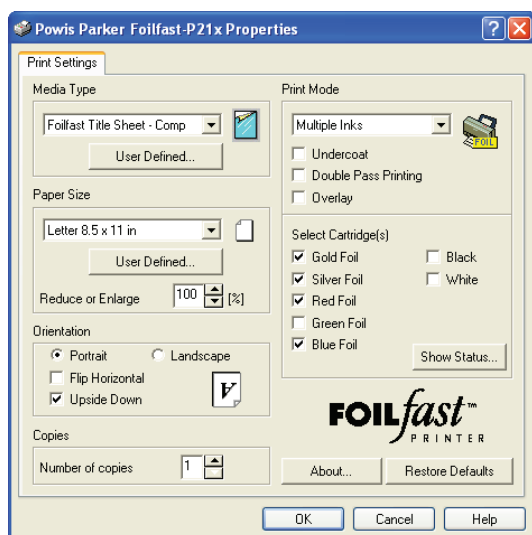 Powis Parker Foilfast-P21x Properties
Print Settings
Media Type
Foilfast Title Sheet - Comp
User Defined...
Paper Size
Letter 8.5 x 11 in
User Defined...
Reduce or Enlarge 100 [%]
Orientation
Portrait Landscape
Flip Horizontal
Upside Down
A
Copies
Number of copies 1
Print Mode
Multiple Inks
FOIL
Undercoat
Double Pass Printing
Overlay
Select Cartridge(s)
Gold Foil Black
Silver Foil White
Red Foil
Green Foil
Blue Foil
Show Status...
FOILfast™
PRINTER
About... Restore Defaults
OK Cancel Help